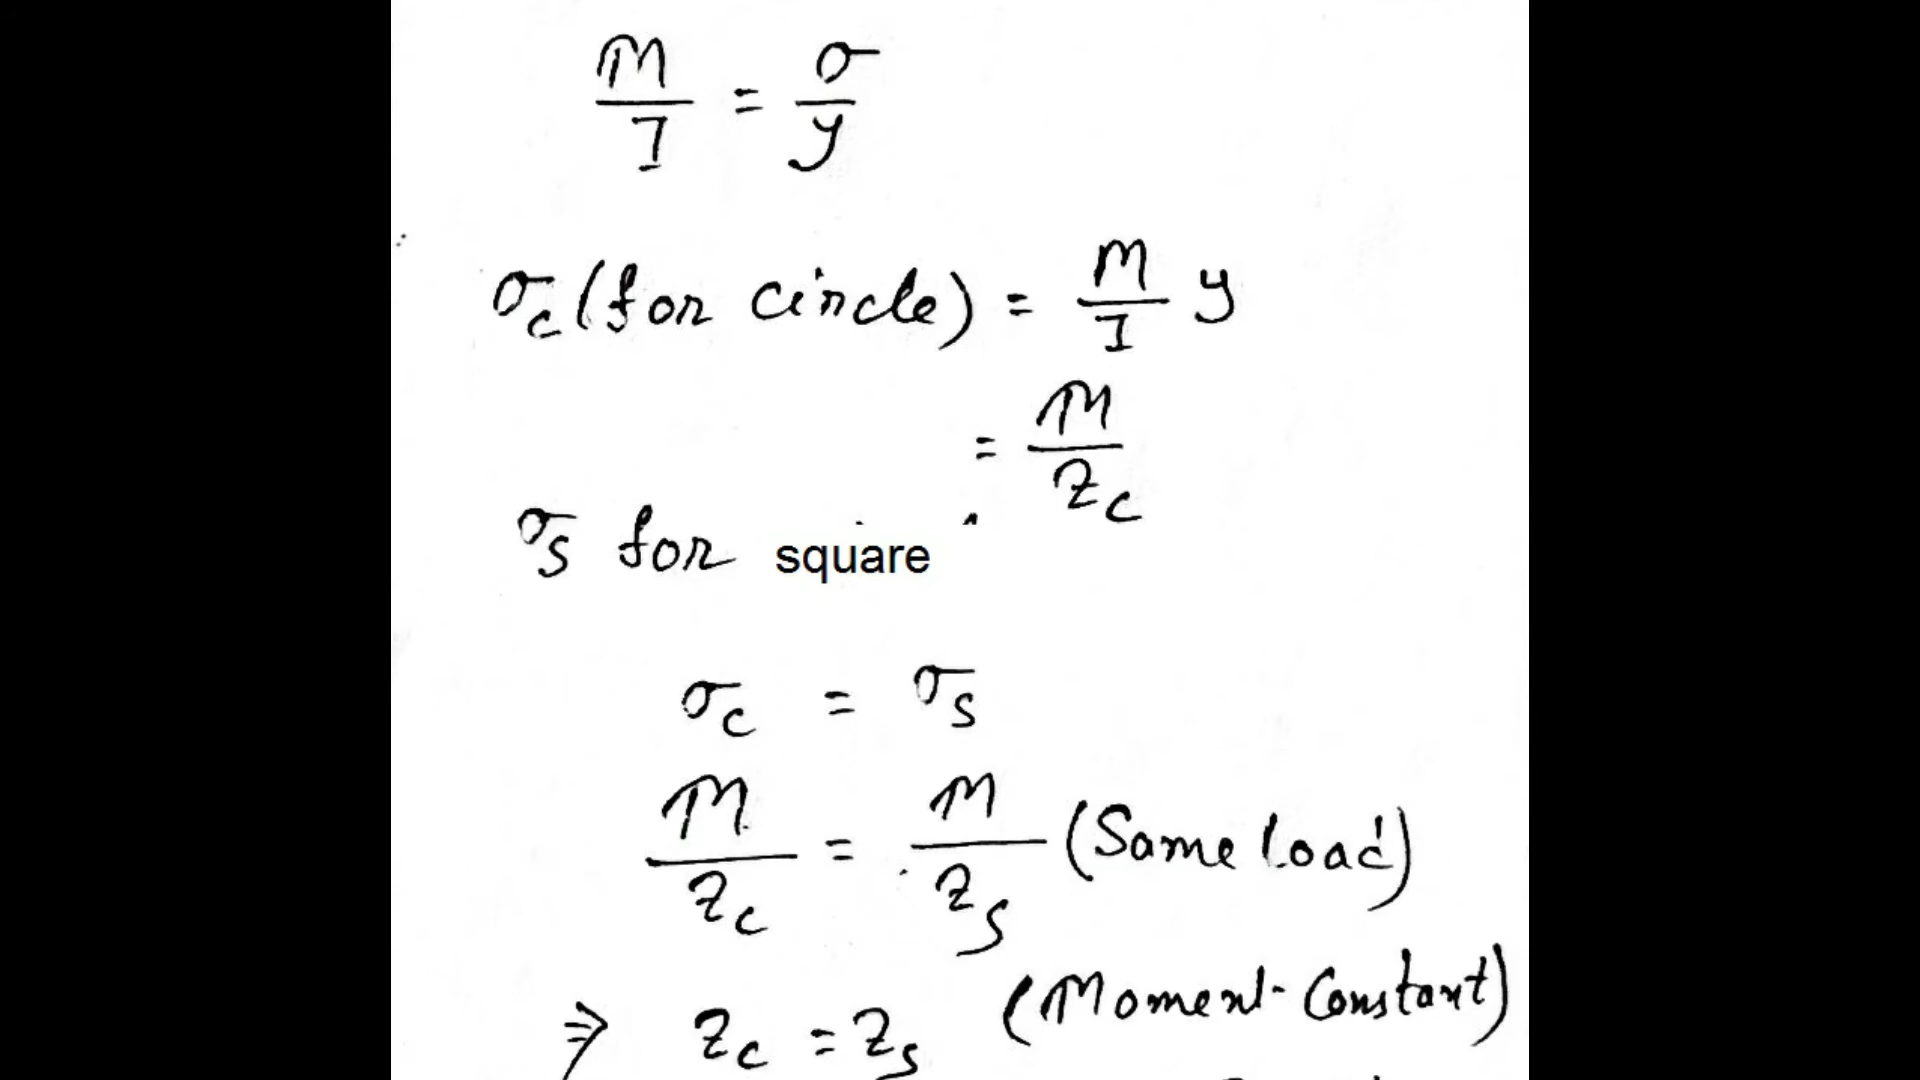 M/I = σ/y
σc (for circle) = M/I y
= M/Zc
σs for square
σc = σs
M/Zc = M/Zs (Same load)
⇒ Zc = Zs (Moment Constant)